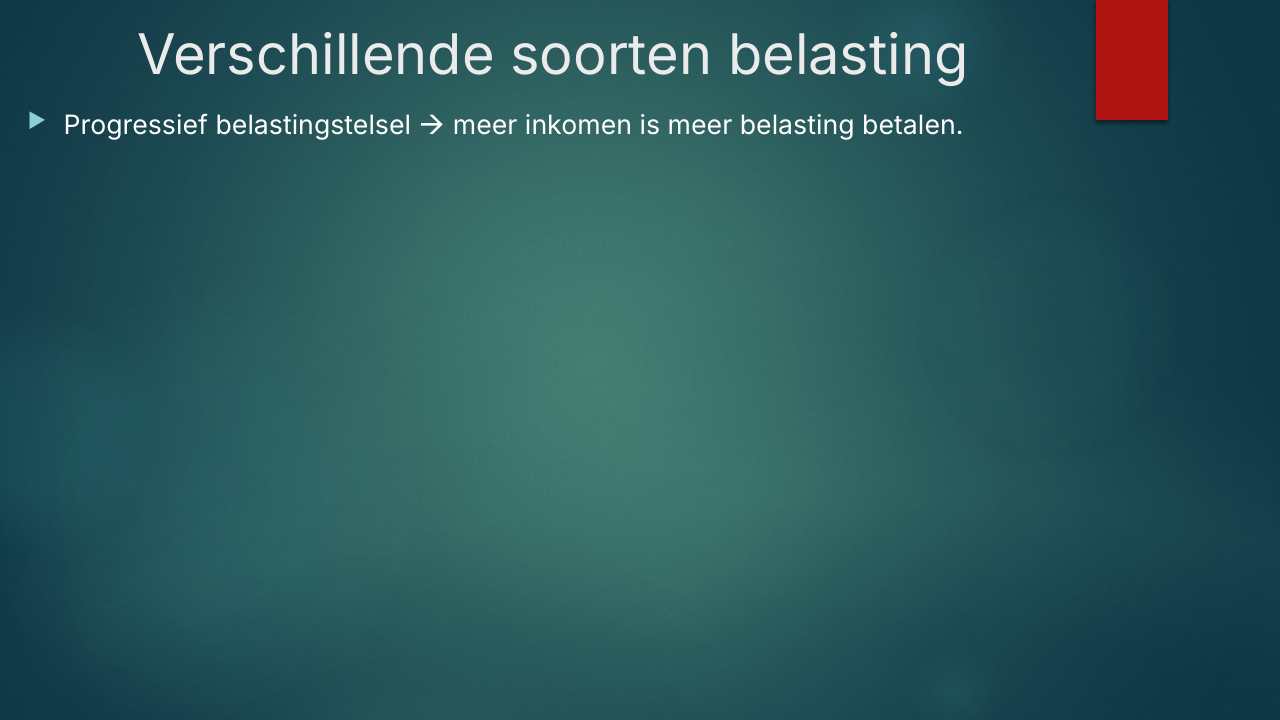 Verschillende soorten belasting
Progressief belastingstelsel → meer inkomen is meer belasting betalen.